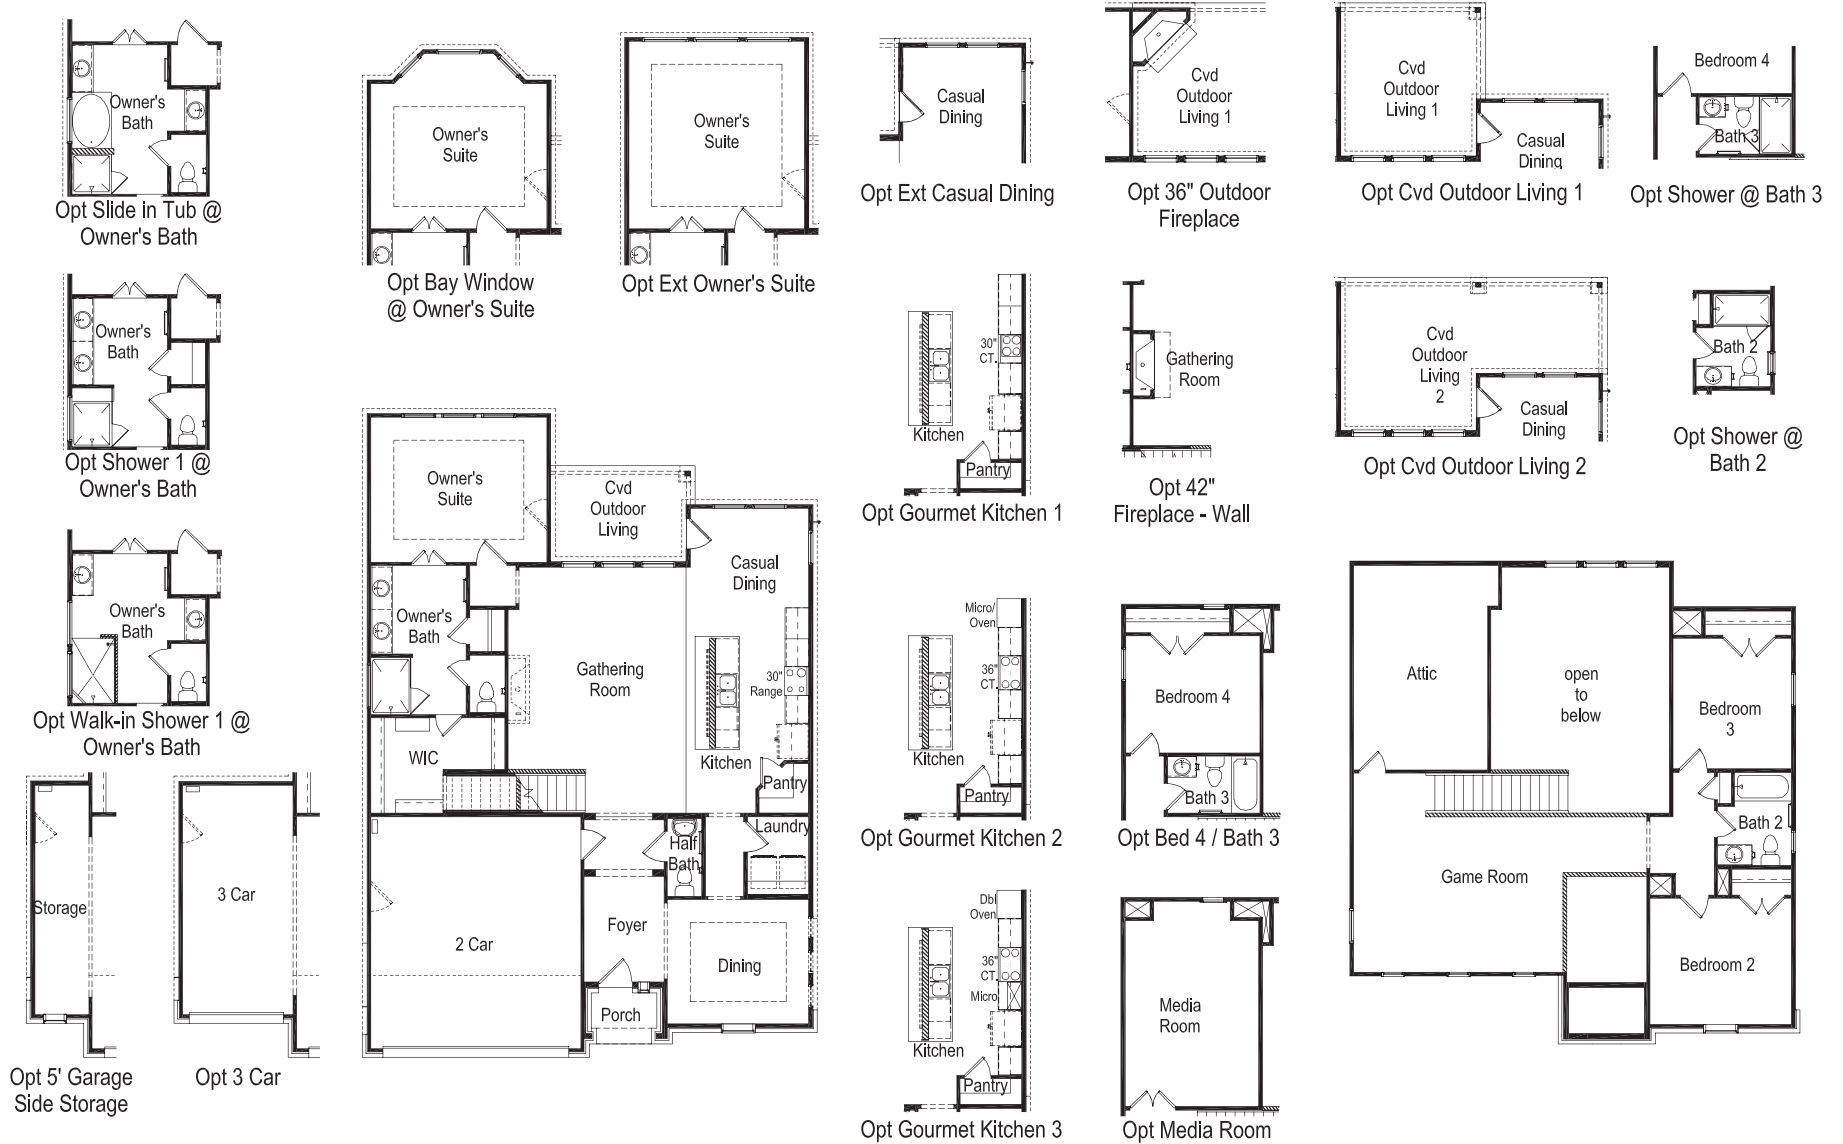 Owner's
Bath
Opt Slide in Tub @
Owner's Bath
Owner's
Bath
Opt Shower 1 @
Owner's Bath
Owner's
Bath
Opt Walk-in Shower 1 @
Owner's Bath
Storage
Opt 5' Garage
Side Storage
3 Car
Opt 3 Car
Owner's
Suite
Opt Bay Window
@ Owner's Suite
Owner's
Suite
Opt Ext Owner's Suite
Owner's
Suite
Cvd
Outdoor
Living
Casual
Dining
Owner's
Bath
Gathering
Room
30"
Range
WIC
Kitchen
Pantry
Laundry
Half
Bath
Foyer
2 Car
Dining
Porch
Casual
Dining
Opt Ext Casual Dining
30"
CT.
Kitchen
Pantry
Opt Gourmet Kitchen 1
Micro/
Oven
36"
CT.
Kitchen
Pantry
Opt Gourmet Kitchen 2
Dbl
Oven
36"
CT.
Micro
Kitchen
Pantry
Opt Gourmet Kitchen 3
Cvd
Outdoor
Living 1
Opt 36" Outdoor
Fireplace
Gathering
Room
Opt 42"
Fireplace - Wall
Bedroom 4
Bath 3
Opt Bed 4 / Bath 3
Media
Room
Opt Media Room
Cvd
Outdoor
Living 1
Casual
Dining
Opt Cvd Outdoor Living 1
Cvd
Outdoor
Living
2
Casual
Dining
Opt Cvd Outdoor Living 2
Bedroom 4
Bath 3
Opt Shower @ Bath 3
Bath 2
Opt Shower @
Bath 2
Attic
open
to
below
Bedroom
3
Bath 2
Game Room
Bedroom 2